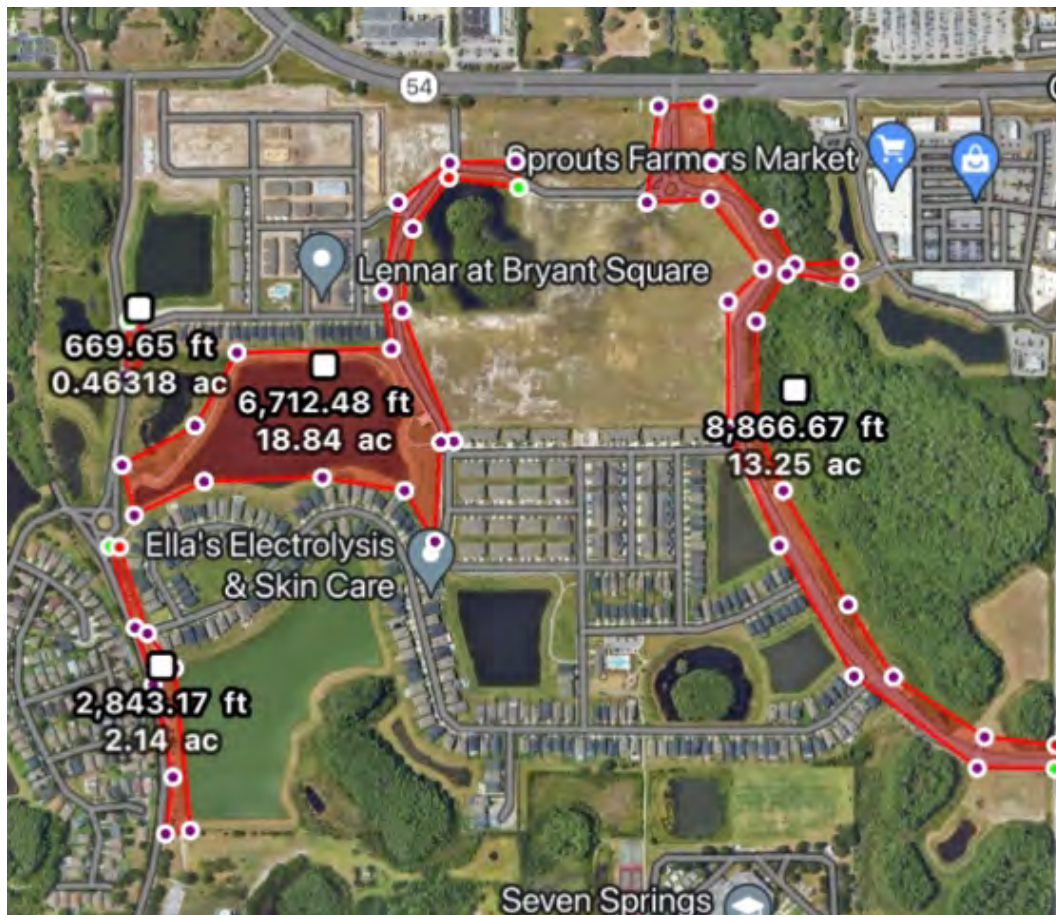 54
Sprouts Farmers Market
Lennar at Bryant Square
669.65 ft
0.46318 ac
6,712.48 ft
18.84 ac
8,866.67 ft
13.25 ac
Ella's Electrolysis
& Skin Care
2,843.17 ft
2.14 ac
Seven Springs